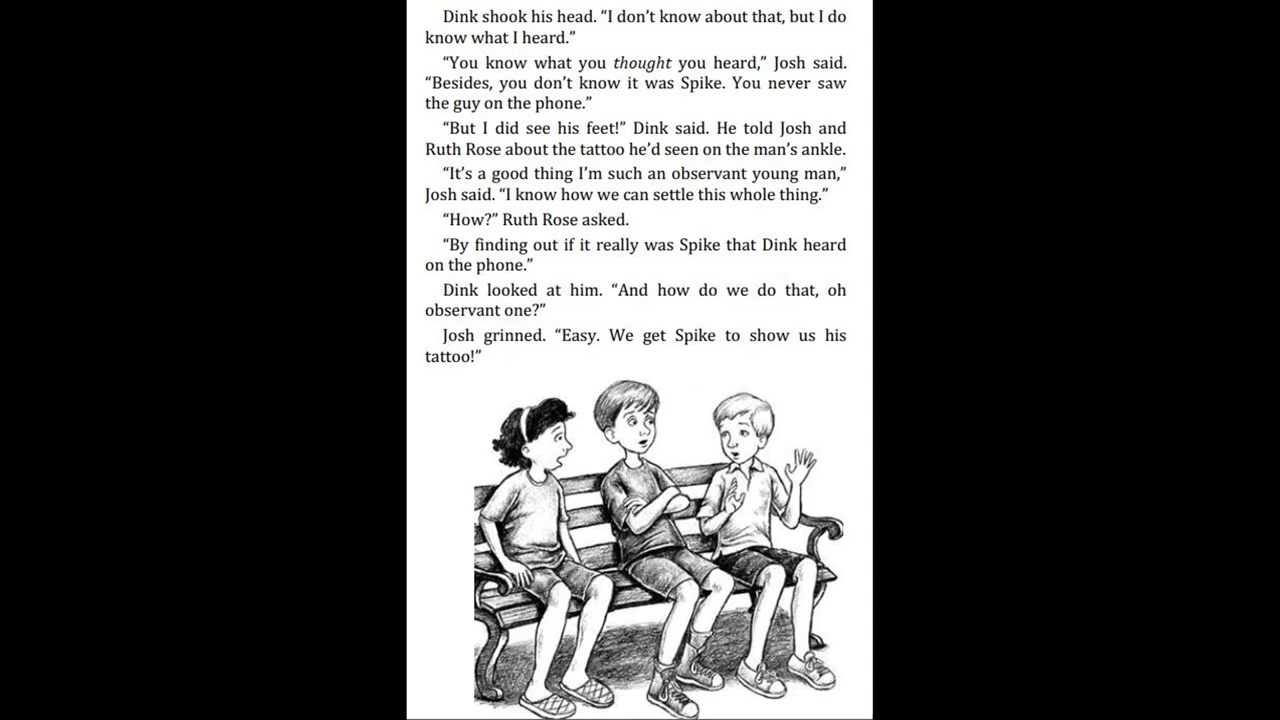 Dink shook his head. “I don’t know about that, but I do
know what I heard.”
“You know what you thought you heard,” Josh said.
“Besides, you don’t know it was Spike. You never saw
the guy on the phone.”
“But I did see his feet!” Dink said. He told Josh and
Ruth Rose about the tattoo he’d seen on the man’s ankle.
“It’s a good thing I’m such an observant young man,”
Josh said. “I know how we can settle this whole thing.”
“How?” Ruth Rose asked.
“By finding out if it really was Spike that Dink heard
on the phone.”
Dink looked at him. “And how do we do that, oh
observant one?”
Josh grinned. “Easy. We get Spike to show us his
tattoo!”